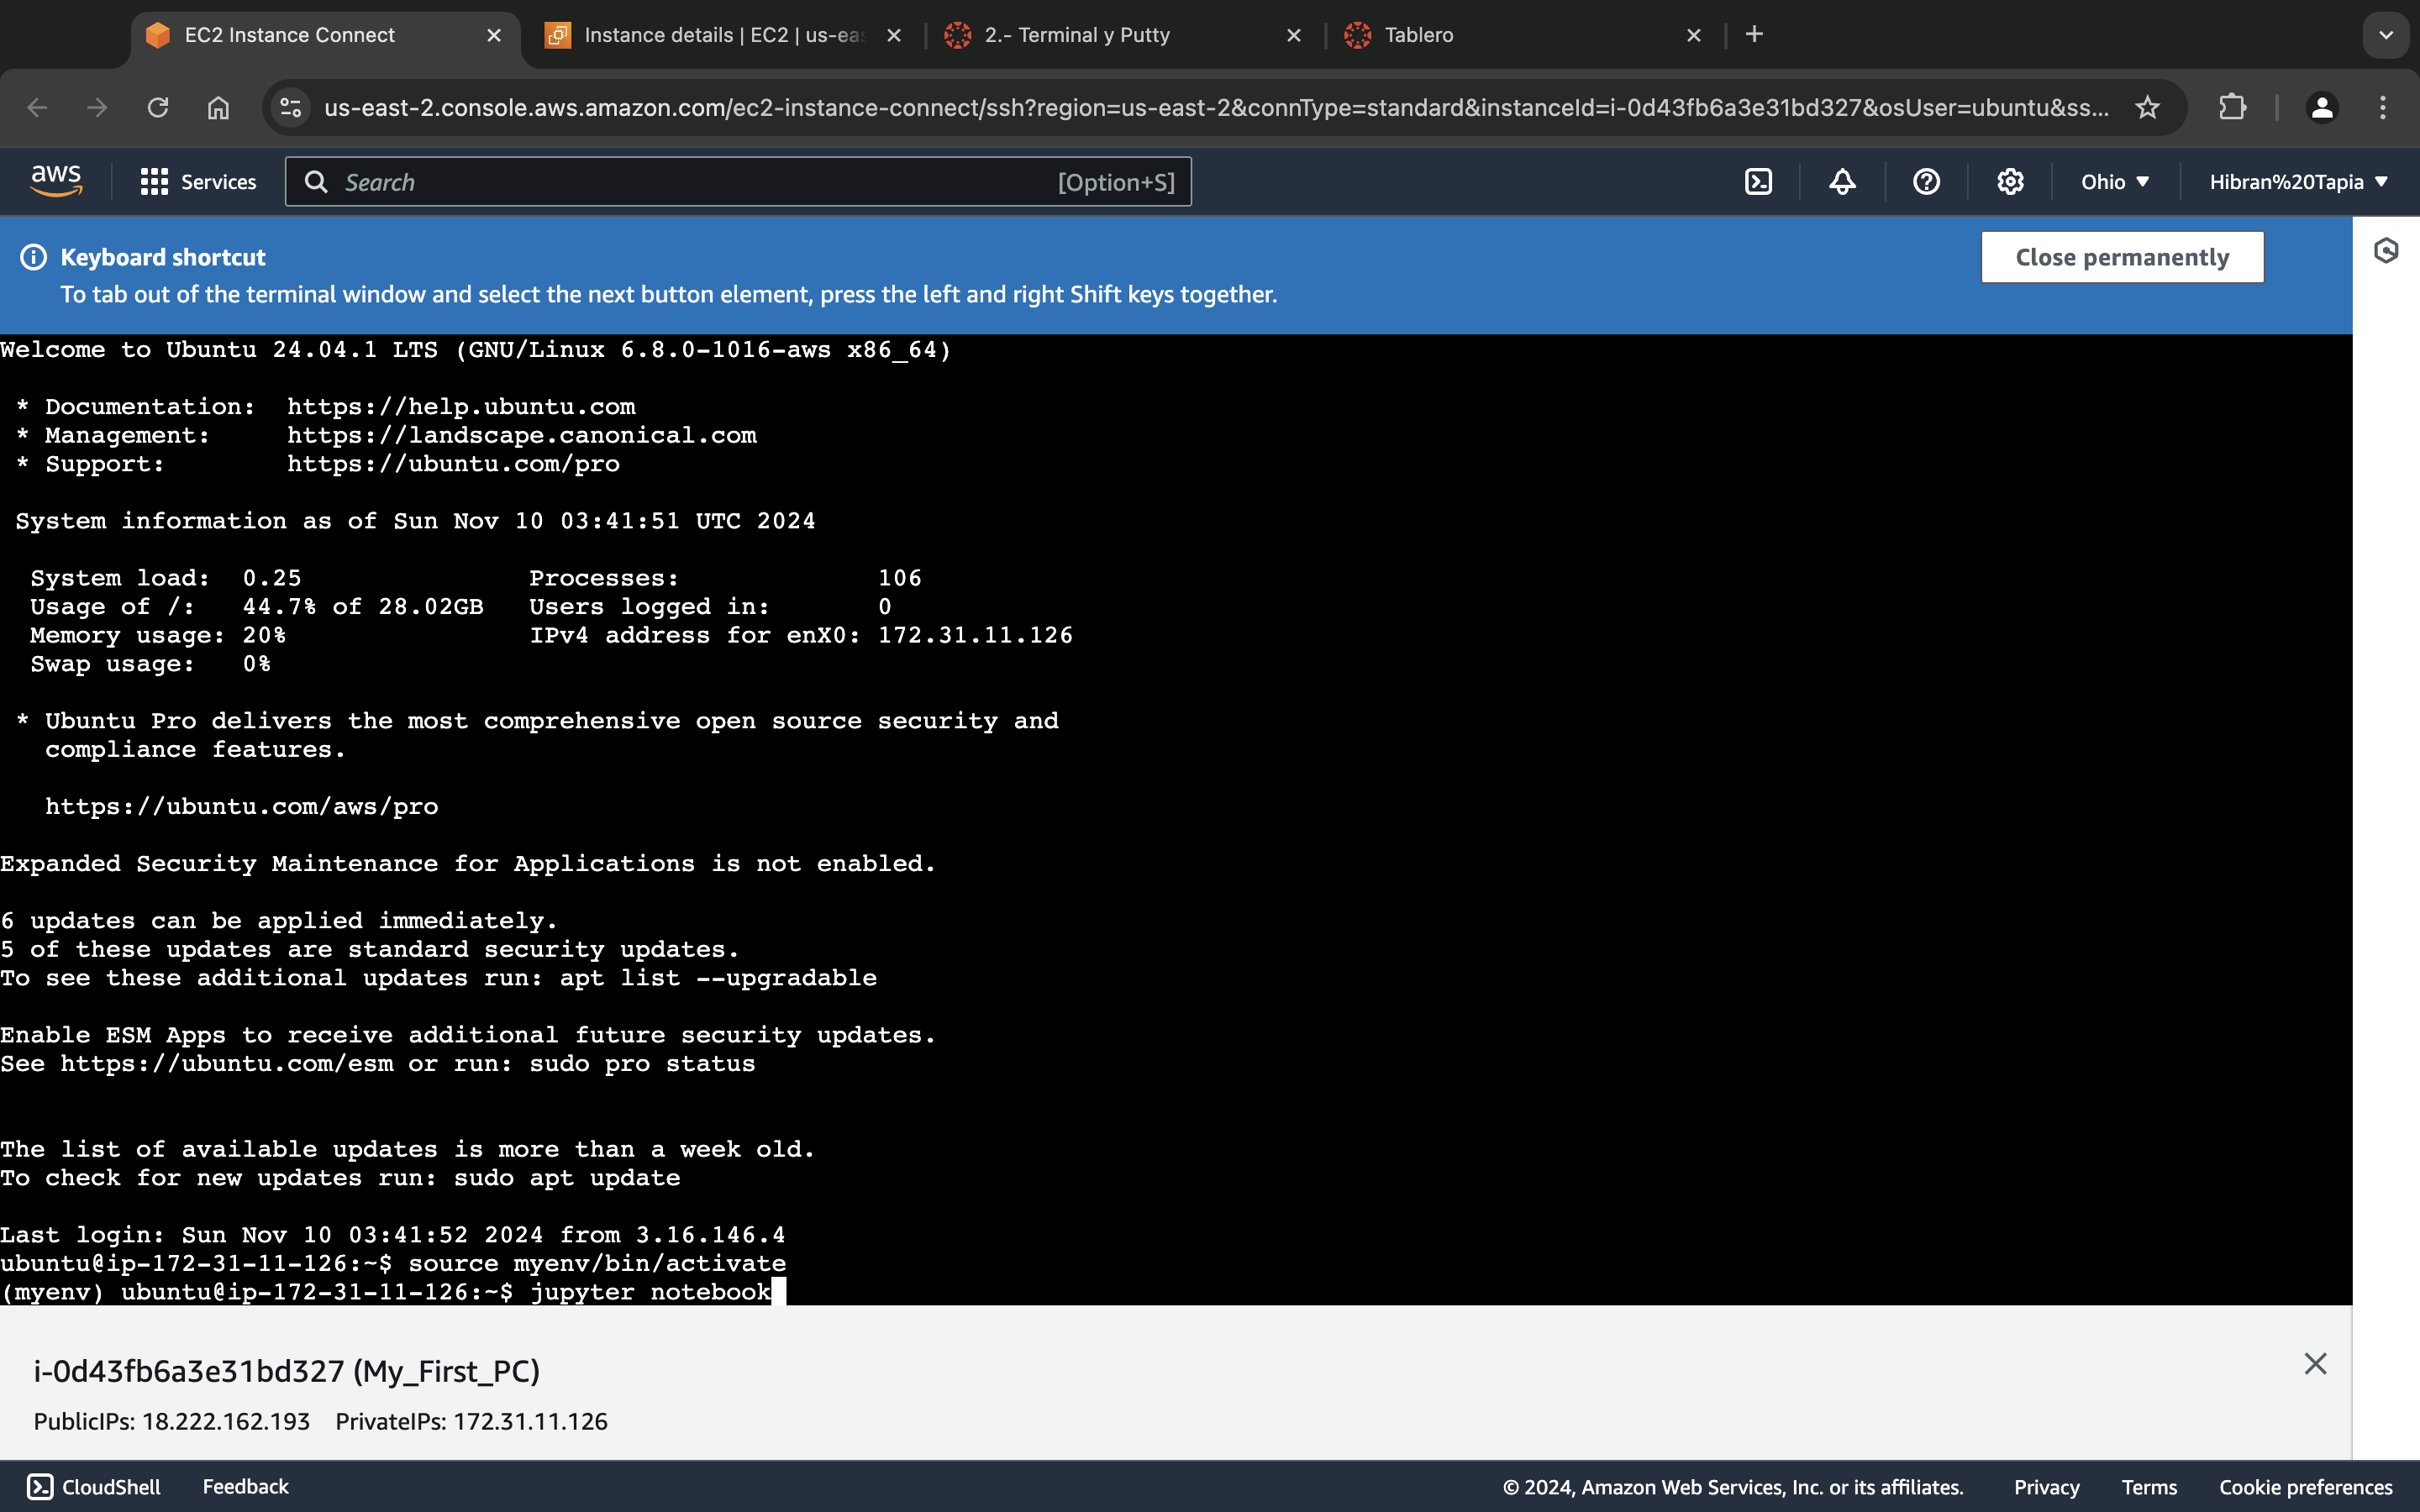 EC2 Instance Connect
Instance details | EC2 | us-eas
2.- Terminal y Putty
Tablero
us-east-2.console.aws.amazon.com/ec2-instance-connect/ssh?region=us-east-2&connType=standard&instanceId=i-0d43fb6a3e31bd327&osUser=ubuntu&ss...
aws
Services
Search
[Option+S]
Ohio
Hibran%20Tapia
Keyboard shortcut
To tab out of the terminal window and select the next button element, press the left and right Shift keys together.
Close permanently
Welcome to Ubuntu 24.04.1 LTS (GNU/Linux 6.8.0-1016-aws x86_64)
* Documentation:  https://help.ubuntu.com
* Management:     https://landscape.canonical.com
* Support:        https://ubuntu.com/pro
System information as of Sun Nov 10 03:41:51 UTC 2024
System load:  0.25               Processes:             106
Usage of /:   44.7% of 28.02GB   Users logged in:       0
Memory usage: 20%                IPv4 address for enX0: 172.31.11.126
Swap usage:   0%
* Ubuntu Pro delivers the most comprehensive open source security and
compliance features.
https://ubuntu.com/aws/pro
Expanded Security Maintenance for Applications is not enabled.
6 updates can be applied immediately.
5 of these updates are standard security updates.
To see these additional updates run: apt list --upgradable
Enable ESM Apps to receive additional future security updates.
See https://ubuntu.com/esm or run: sudo pro status
The list of available updates is more than a week old.
To check for new updates run: sudo apt update
Last login: Sun Nov 10 03:41:52 2024 from 3.16.146.4
ubuntu@ip-172-31-11-126:~$ source myenv/bin/activate
(myenv) ubuntu@ip-172-31-11-126:~$ jupyter notebook
i-0d43fb6a3e31bd327 (My_First_PC)
PublicIPs: 18.222.162.193 PrivateIPs: 172.31.11.126
CloudShell
Feedback
© 2024, Amazon Web Services, Inc. or its affiliates.
Privacy
Terms
Cookie preferences